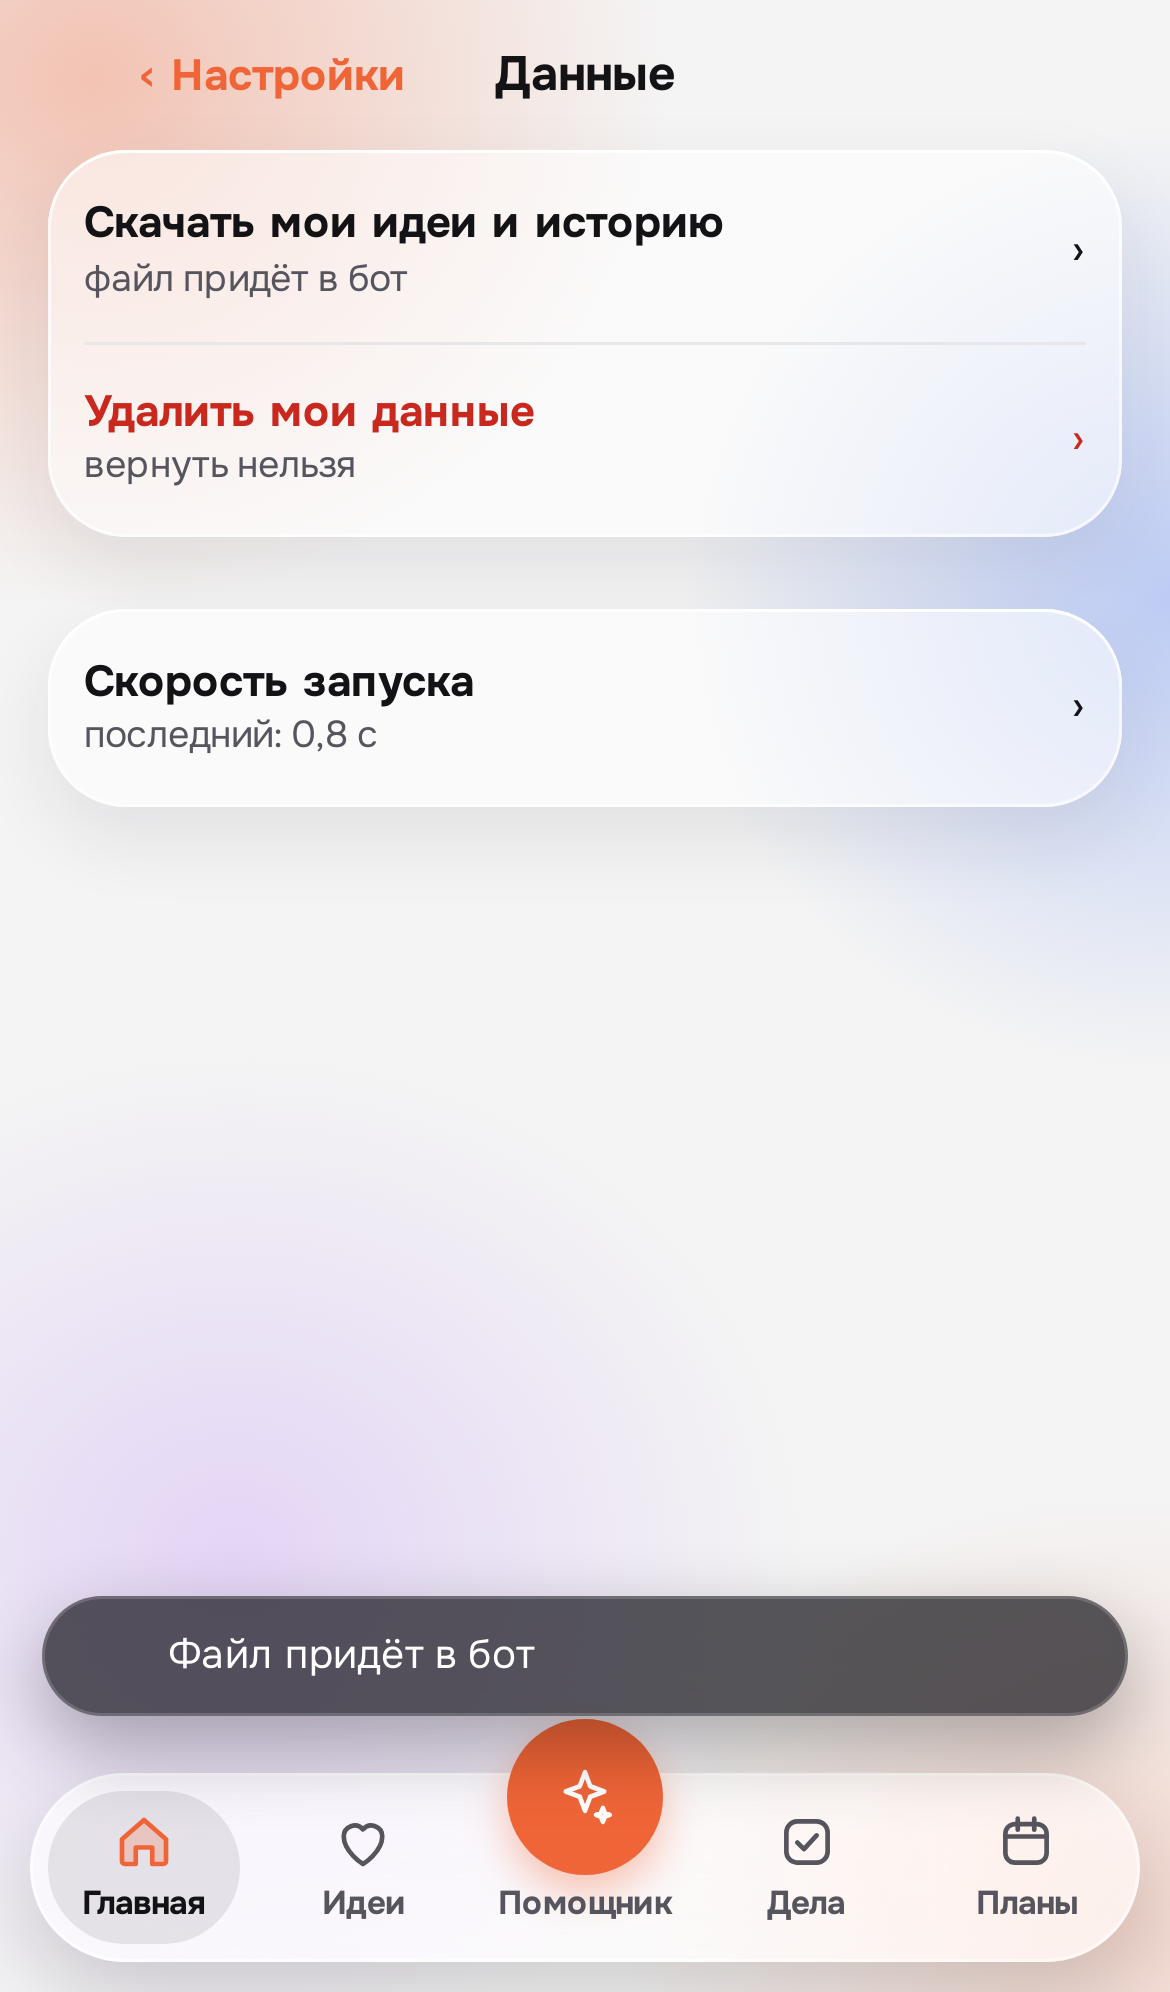 ‹ Настройки
Данные
Скачать мои идеи и историю
файл придёт в бот
Удалить мои данные
вернуть нельзя
Скорость запуска
последний: 0,8 с
Файл придёт в бот
Главная
Идеи
Помощник
Дела
Планы